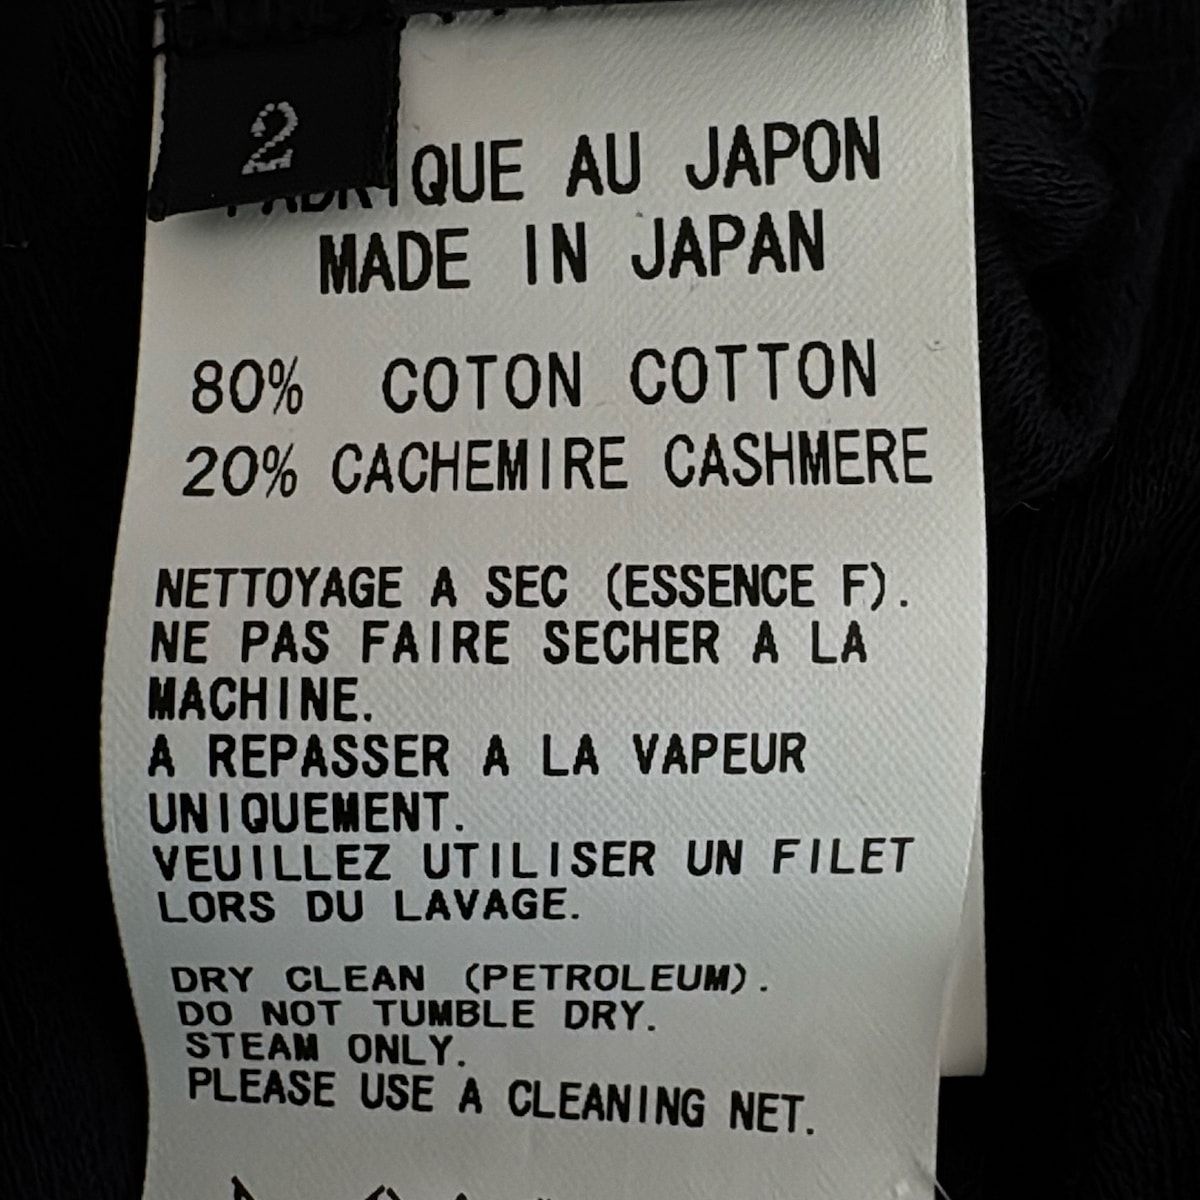 2
QUE AU JAPON
MADE IN JAPAN
80% COTON COTTON
20% CACHEMIRE CASHMERE
NETTOYAGE A SEC (ESSENCE F).
NE PAS FAIRE SECHER A LA
MACHINE.
A REPASSER A LA VAPEUR
UNIQUEMENT.
VEUILLEZ UTILISER UN FILET
LORS DU LAVAGE.
DRY CLEAN (PETROLEUM).
DO NOT TUMBLE DRY.
STEAM ONLY.
PLEASE USE A CLEANING NET.